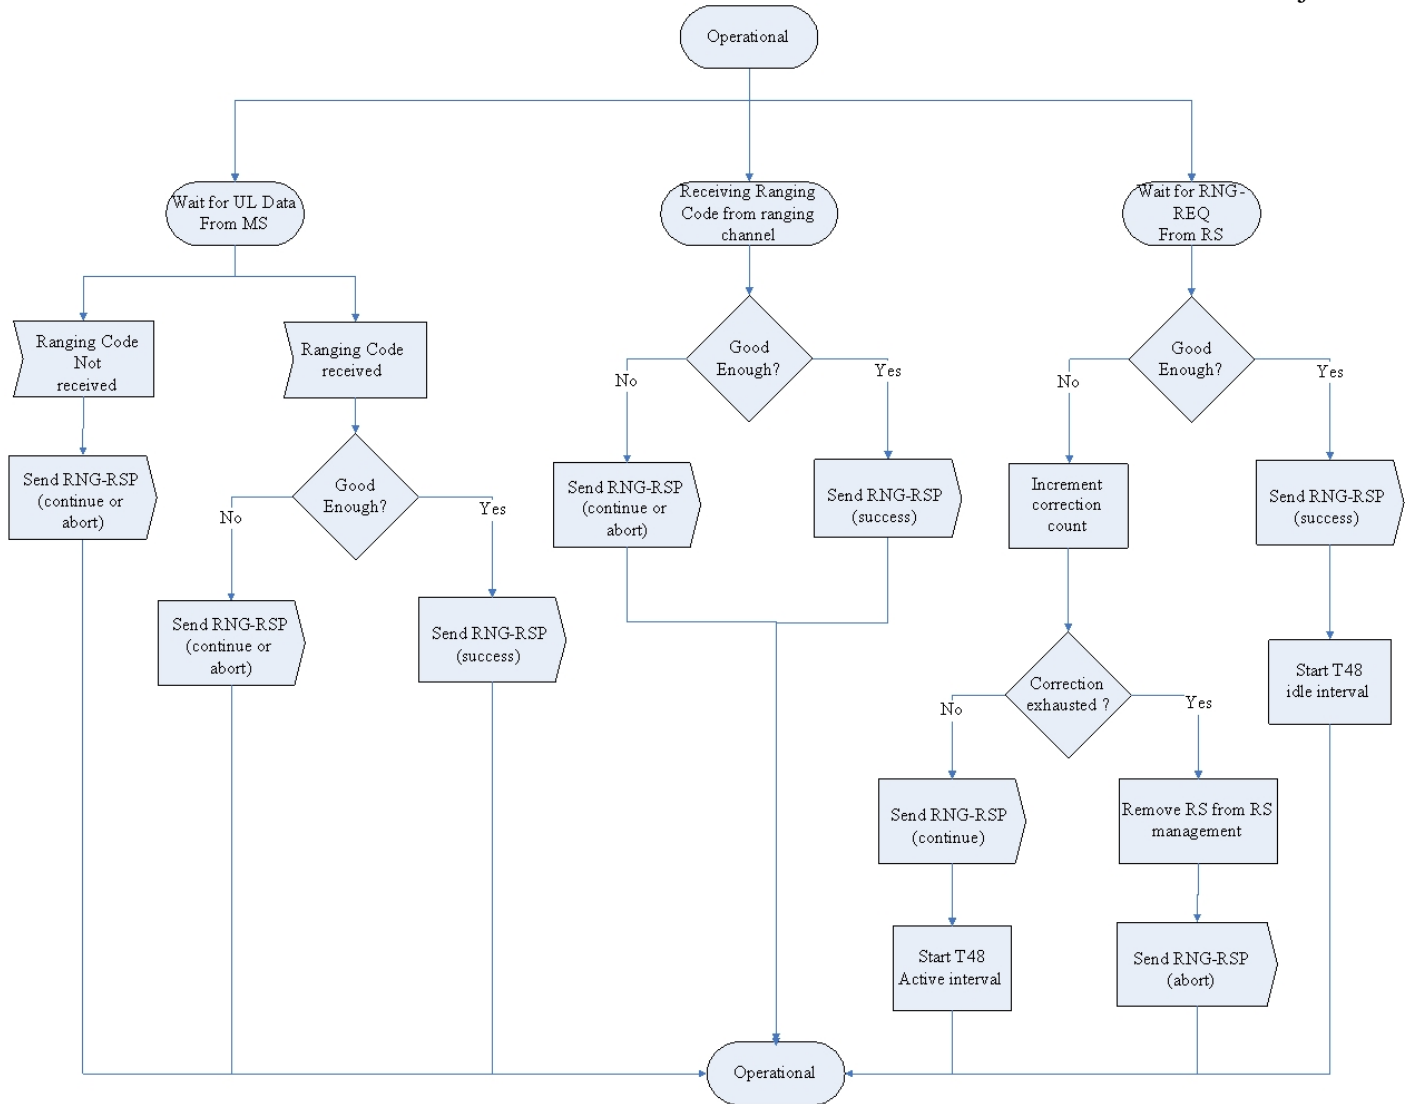 Operational
Wait for UL Data
From MS
Receiving Ranging
Code from ranging
channel
Wait for RNG-
REQ
From RS
Ranging Code
Not
received
Ranging Code
received
Good
Enough?
No
Yes
Good
Enough?
No
Yes
Send RNG-RSP
(continue or
abort)
Good
Enough?
No
Yes
Send RNG-RSP
(continue or
abort)
Send RNG-RSP
(success)
Increment
correction
count
Send RNG-RSP
(success)
Send RNG-RSP
(continue or
abort)
Send RNG-RSP
(success)
Correction
exhausted ?
No
Yes
Start T48
idle interval
Send RNG-RSP
(continue)
Remove RS from RS
management
Start T48
Active interval
Send RNG-RSP
(abort)
Operational